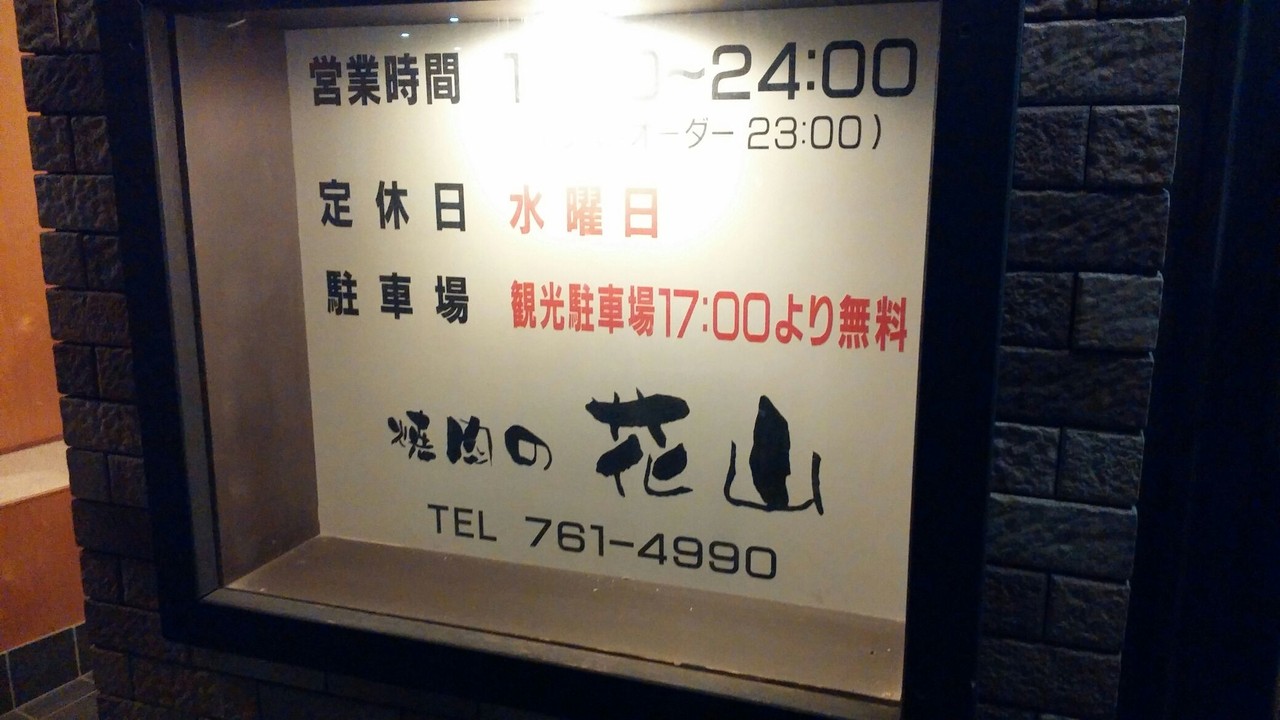 営業時間 ~24:00
オーダー 23:00)
定休日 水曜日
駐車場 観光駐車場17:00より無料
焼肉の 花山
TEL 761-4990